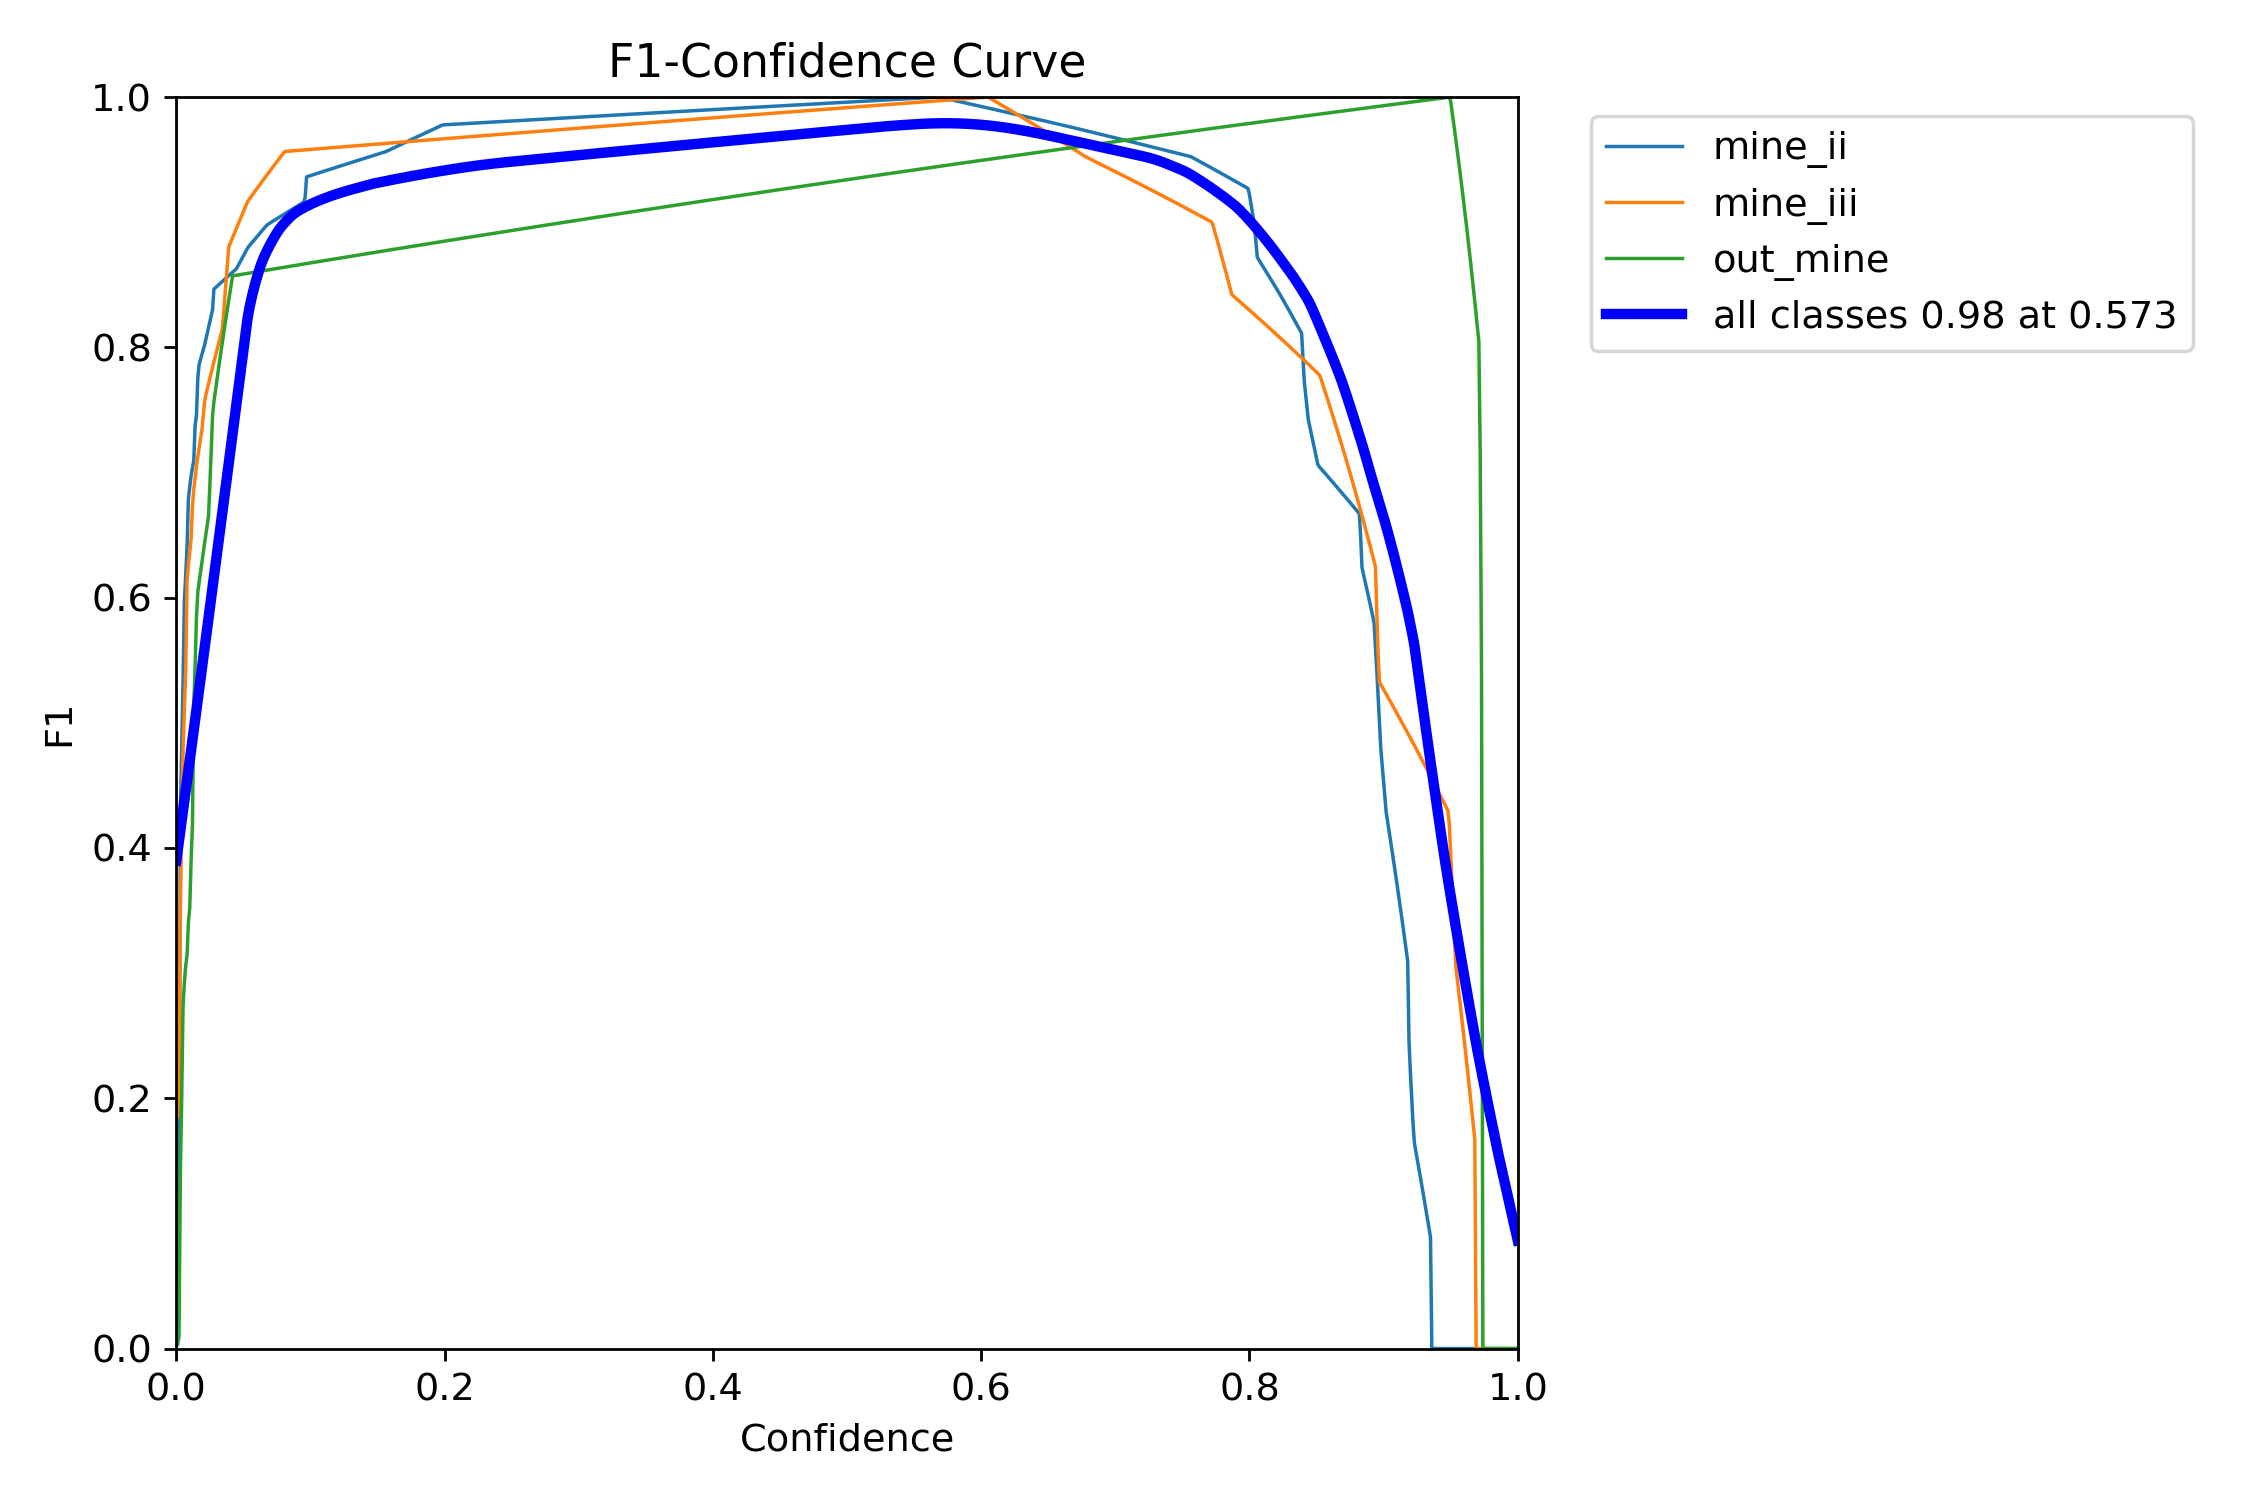 F1-Confidence Curve
1.0
0.8
0.6
0.4
0.2
0.0
F1
0.0 0.2 0.4 0.6 0.8 1.0
Confidence
mine_ii
mine_iii
out_mine
all classes 0.98 at 0.573